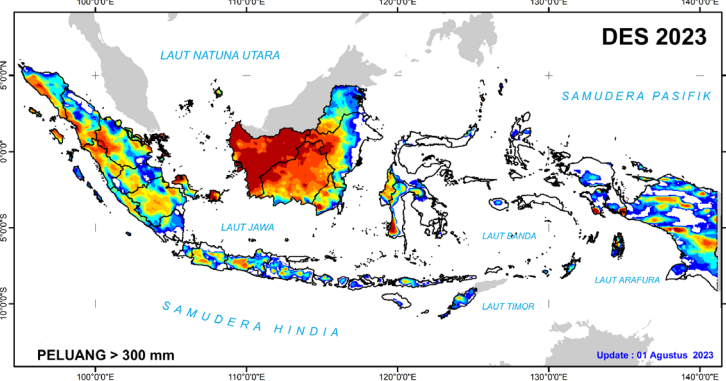 100°0'0"E 110°0'0"E 120°0'0"E 130°0'0"E 140°0'0"E
DES 2023
LAUT NATUNA UTARA
5°0'0"N
SAMUDERA PASIFIK
0°0'0"
LAUT JAWA
LAUT BANDA
5°0'0"S
LAUT ARAFURA
LAUT TIMOR
10°0'0"S
SAMUDERA HINDIA
PELUANG > 300 mm
Update : 01 Agustus 2023
100°0'0"E 110°0'0"E 120°0'0"E 130°0'0"E 140°0'0"E